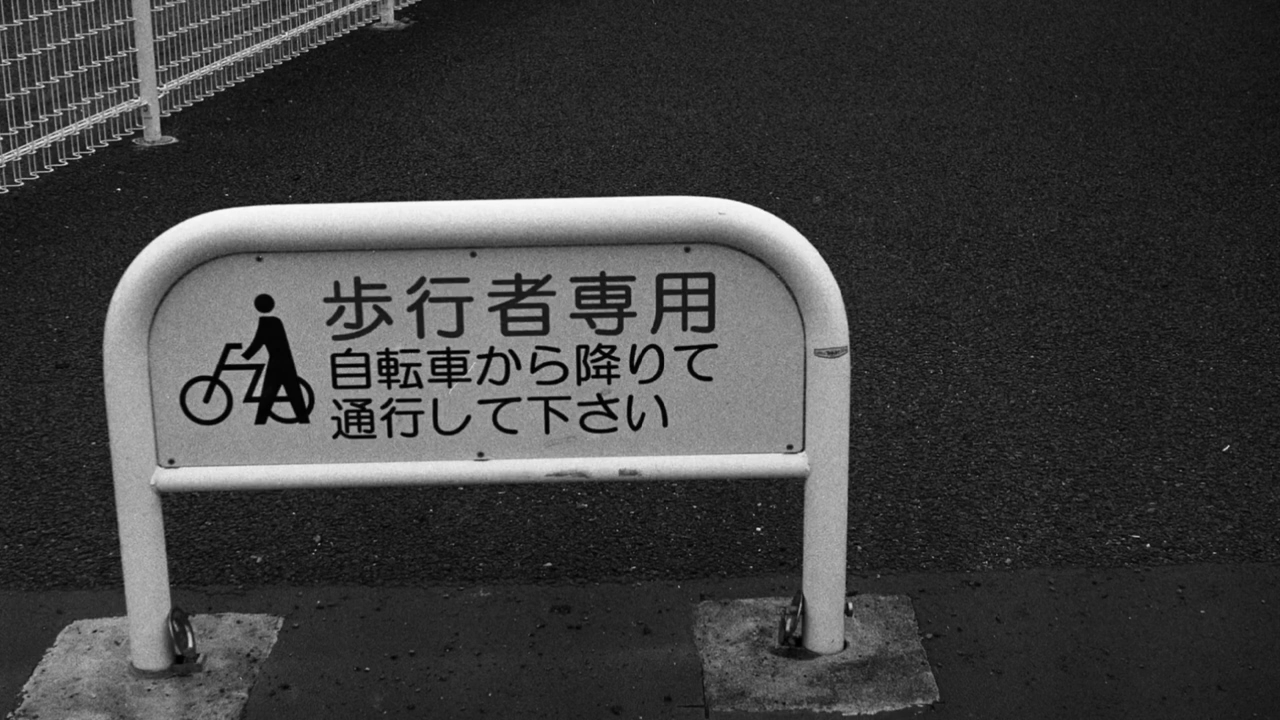 歩行者専用
自転車から降りて
通行して下さい